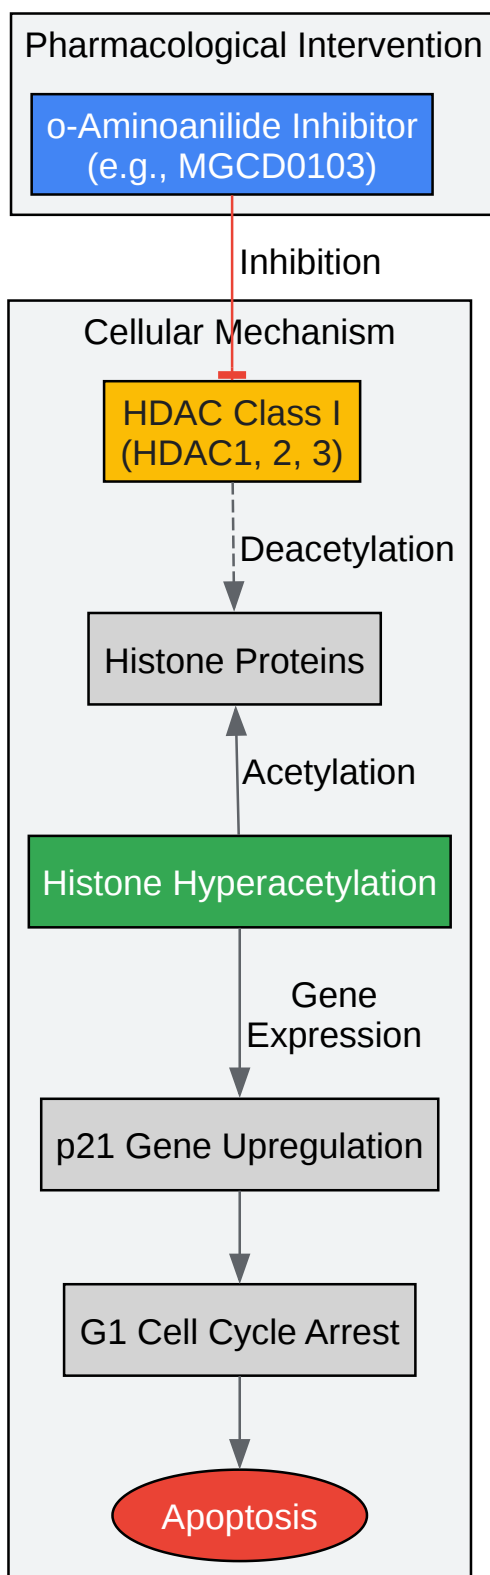 Pharmacological Intervention
o-Aminoanilide Inhibitor
(e.g., MGCD0103)
Inhibition
Cellular Mechanism
HDAC Class I
(HDAC1, 2, 3)
Deacetylation
Histone Proteins
Acetylation
Histone Hyperacetylation
Gene
Expression
p21 Gene Upregulation
G1 Cell Cycle Arrest
Apoptosis